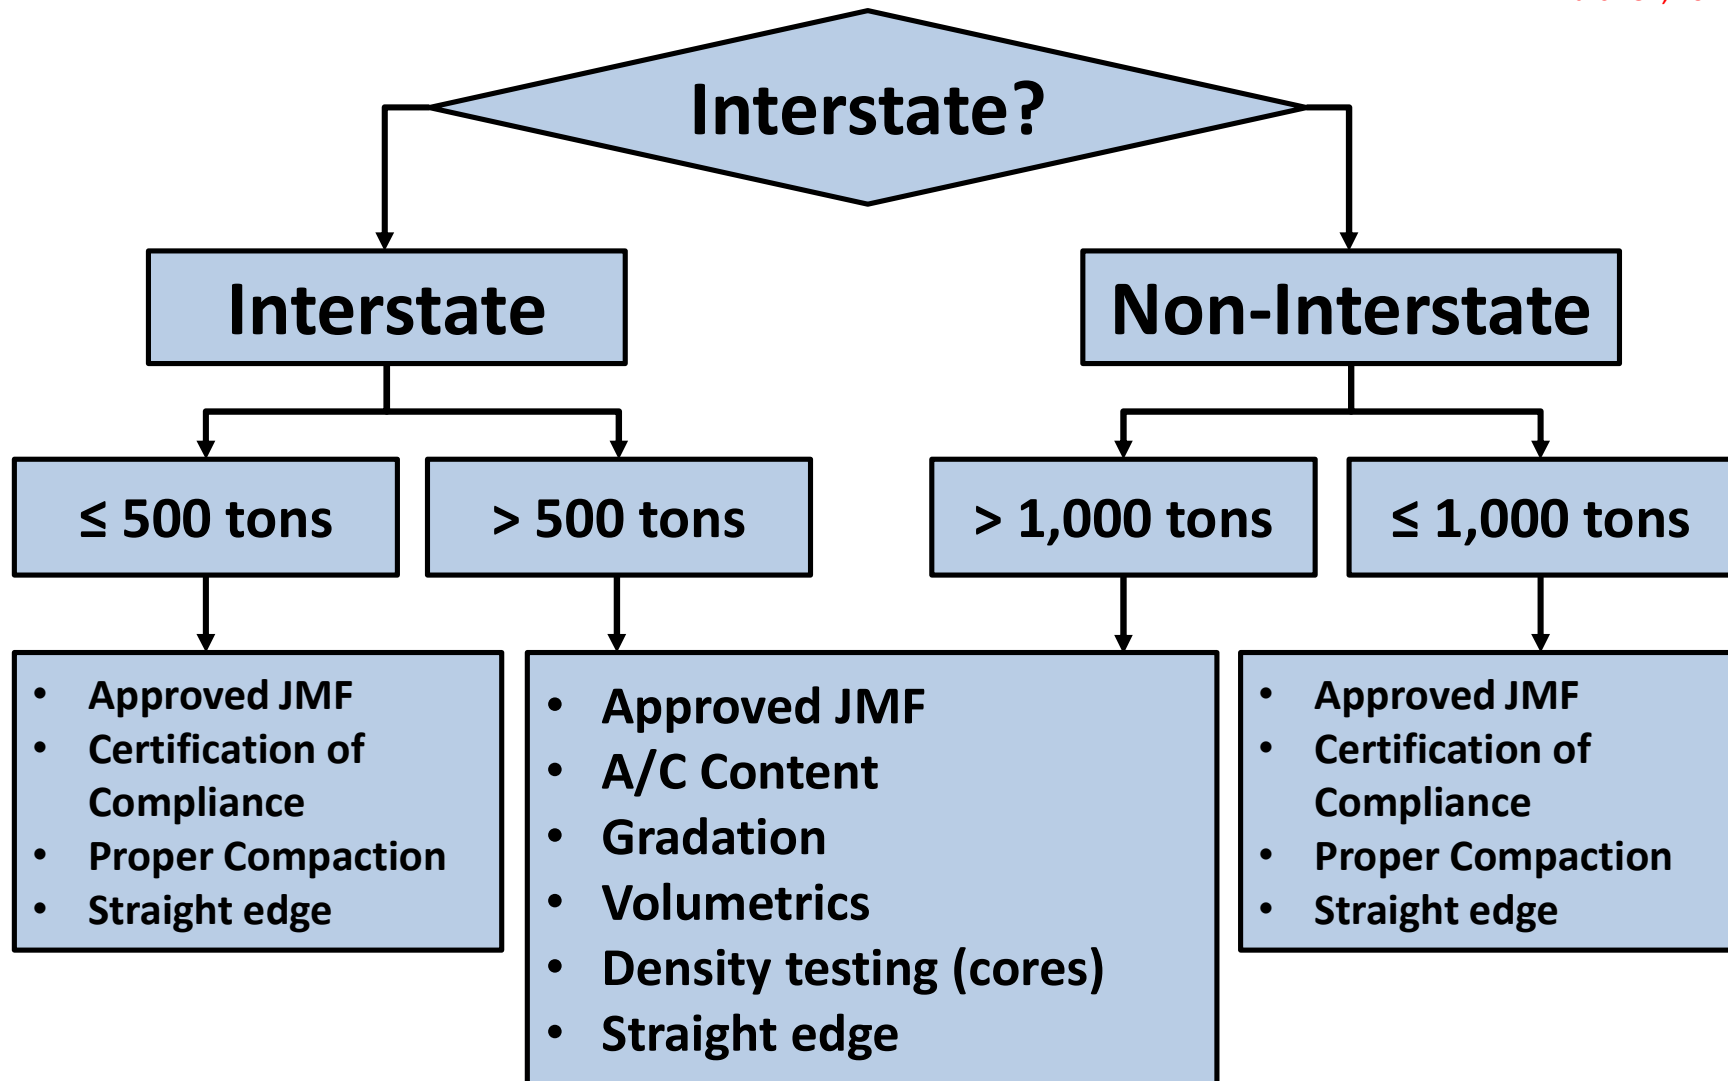 Interstate?
Interstate
Non-Interstate
≤ 500 tons
> 500 tons
> 1,000 tons
≤ 1,000 tons
• Approved JMF
• Certification of
Compliance
• Proper Compaction
• Straight edge
• Approved JMF
• A/C Content
• Gradation
• Volumetrics
• Density testing (cores)
• Straight edge
• Approved JMF
• Certification of
Compliance
• Proper Compaction
• Straight edge